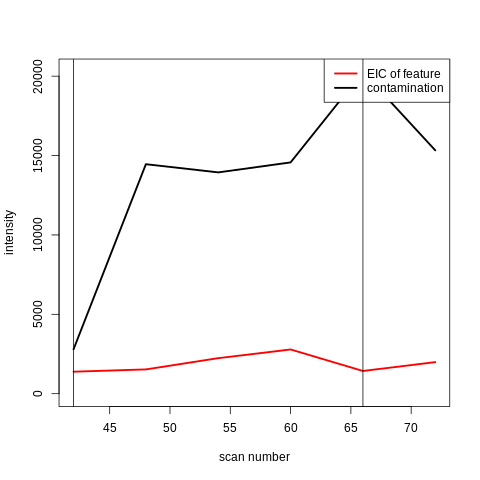 EIC of feature
contamination
20000
15000
10000
5000
0
intensity
45 50 55 60 65 70
scan number